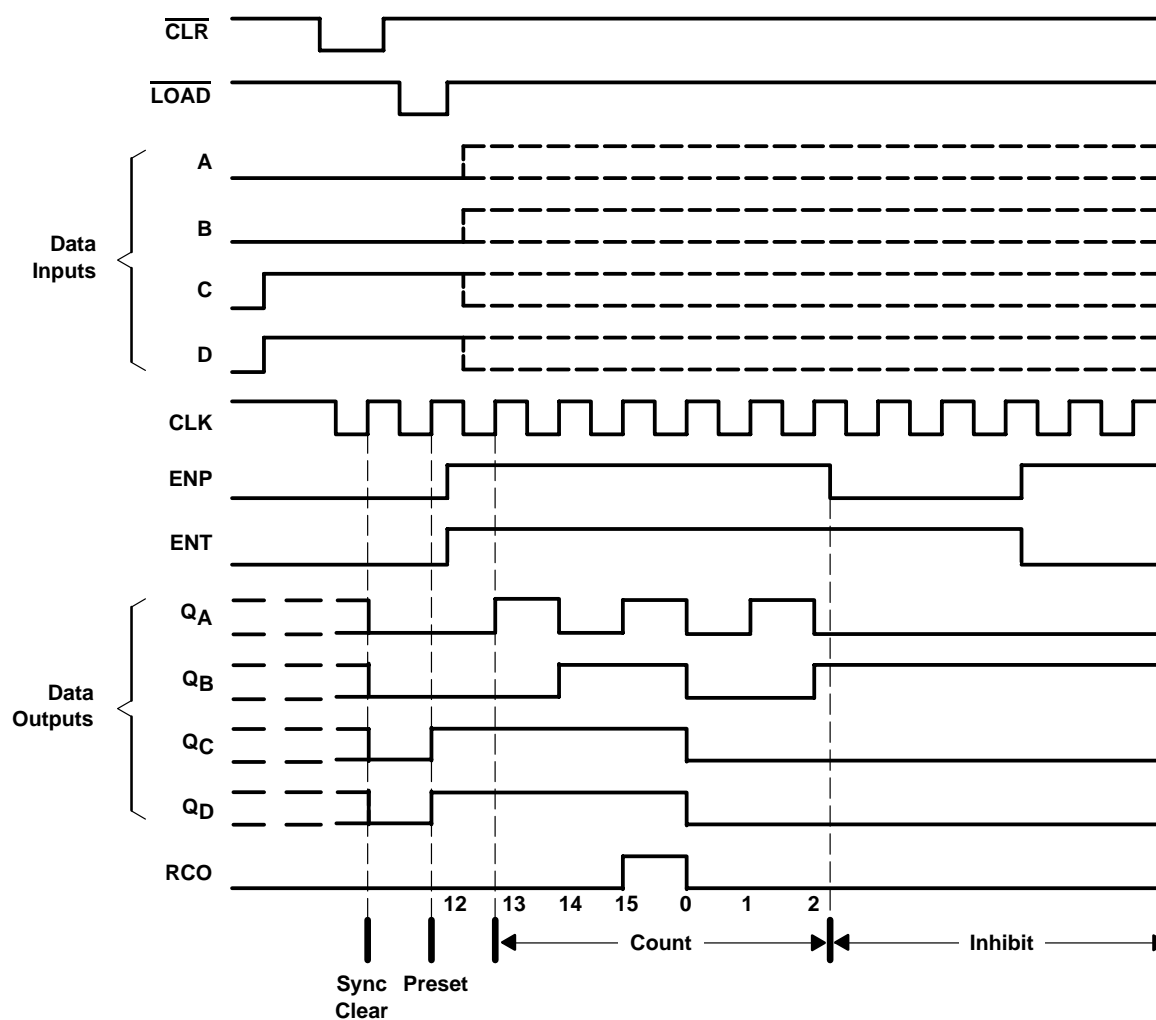 CLR
LOAD
A
B
Data
Inputs
C
D
CLK
ENP
ENT
QA
QB
Data
Outputs
QC
QD
RCO
12 13 14 15 0 1 2
Count Inhibit
Sync Preset
Clear